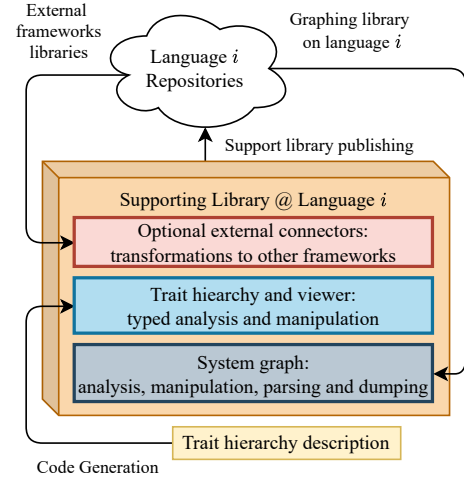 External
frameworks
libraries
Graphing library
on language i
Language i
Repositories
Support library publishing
Supporting Library @ Language i
Optional external connectors:
transformations to other frameworks
Trait hiearchy and viewer:
typed analysis and manipulation
System graph:
analysis, manipulation, parsing and dumping
Trait hierarchy description
Code Generation